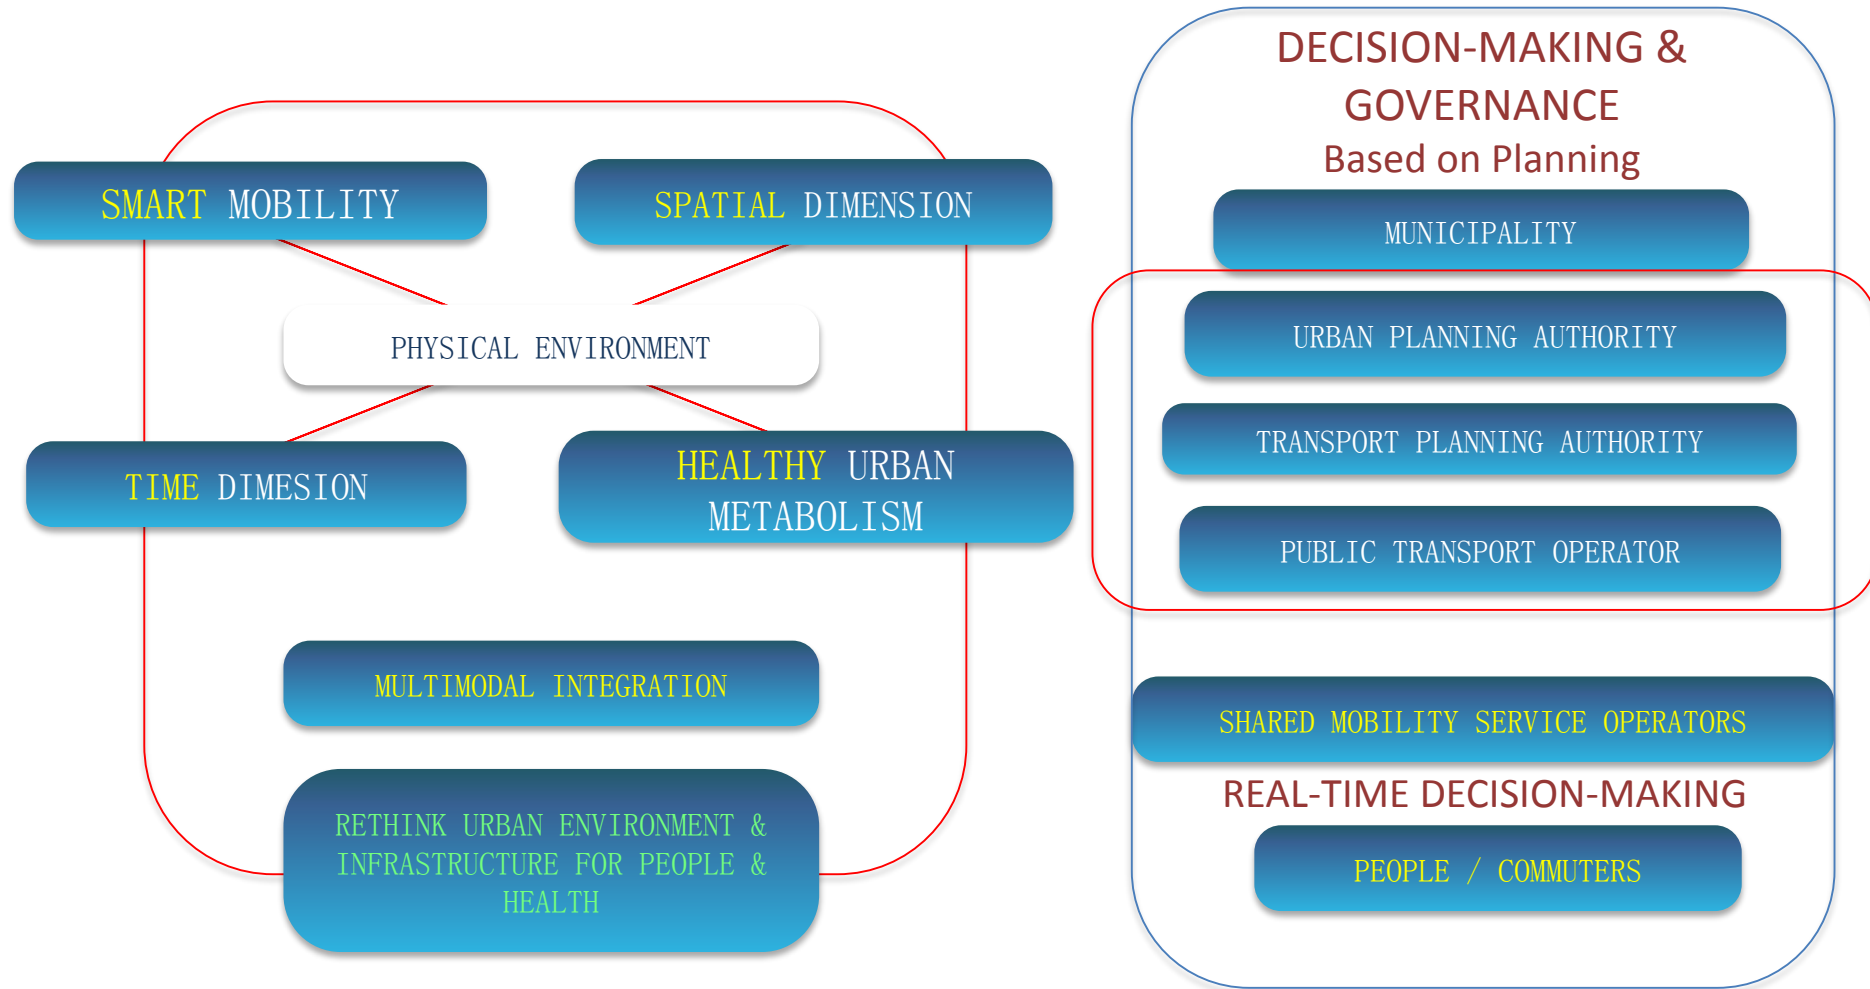 SMART MOBILITY
SPATIAL DIMENSION
PHYSICAL ENVIRONMENT
TIME DIMESION
HEALTHY URBAN
METABOLISM
MULTIMODAL INTEGRATION
RETHINK URBAN ENVIRONMENT &
INFRASTRUCTURE FOR PEOPLE &
HEALTH
DECISION-MAKING &
GOVERNANCE
Based on Planning
MUNICIPALITY
URBAN PLANNING AUTHORITY
TRANSPORT PLANNING AUTHORITY
PUBLIC TRANSPORT OPERATOR
SHARED MOBILITY SERVICE OPERATORS
REAL-TIME DECISION-MAKING
PEOPLE / COMMUTERS